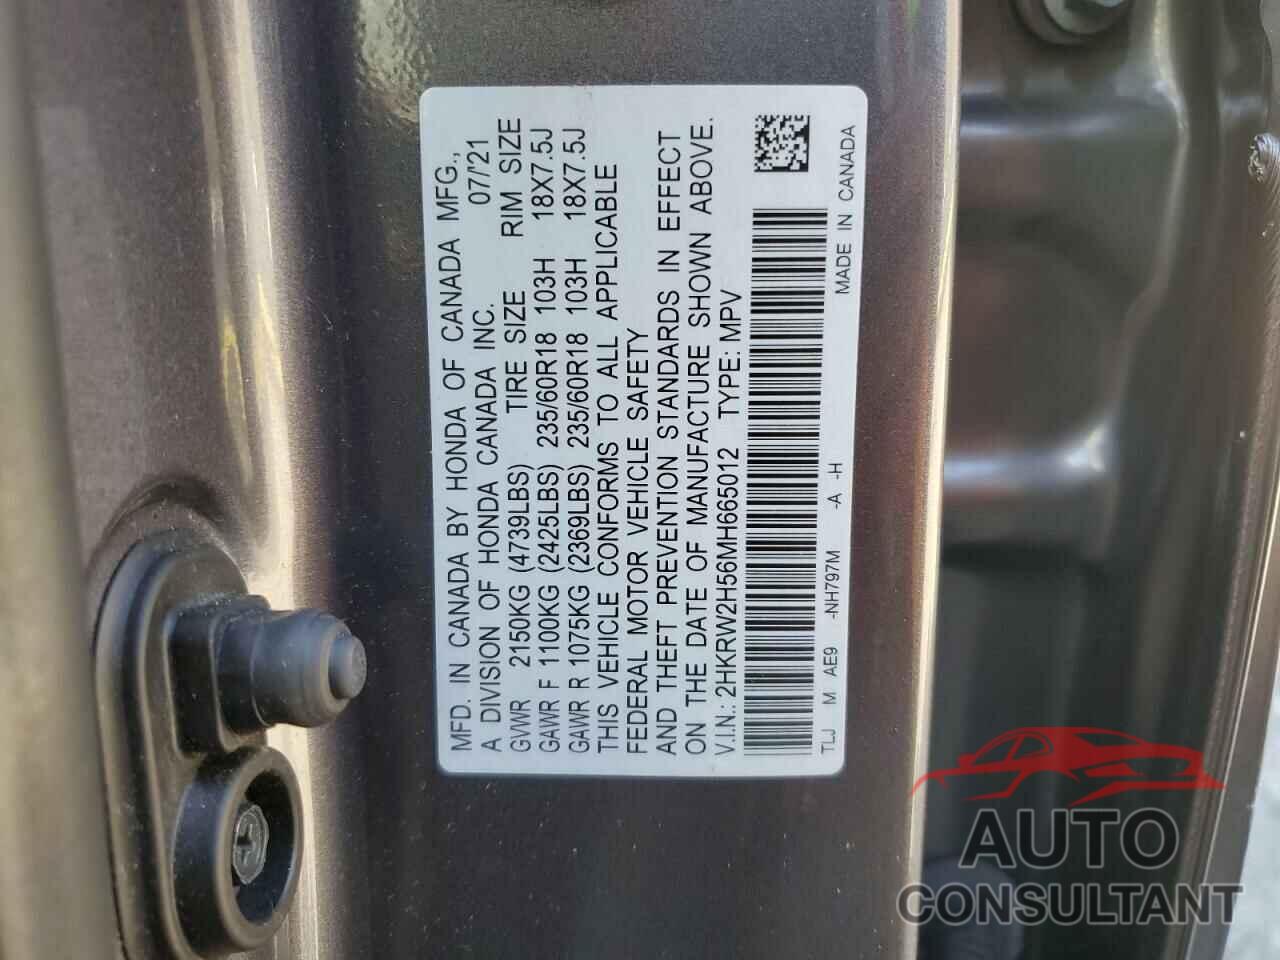 MFD. IN CANADA BY HONDA OF CANADA MFG.,
A DIVISION OF HONDA CANADA INC. 07/'21
GVWR 2150KG (4739LBS) TIRE SIZE RIM SIZE
GAWR F 1100KG (2425LBS) 235/60R18 103H 18X7.5J
GAWR R 1075KG (2369LBS) 235/60R18 103H 18X7.5J
THIS VEHICLE CONFORMS TO ALL APPLICABLE
FEDERAL MOTOR VEHICLE SAFETY
AND THEFT PREVENTION STANDARDS IN EFFECT
ON THE DATE OF MANUFACTURE SHOWN ABOVE.
V.I.N.: 2HKRW2H56MH665012 TYPE: MPV
TLJ M AE9 -NH797M -A -H MADE IN CANADA
AUTO
CONSULTANT